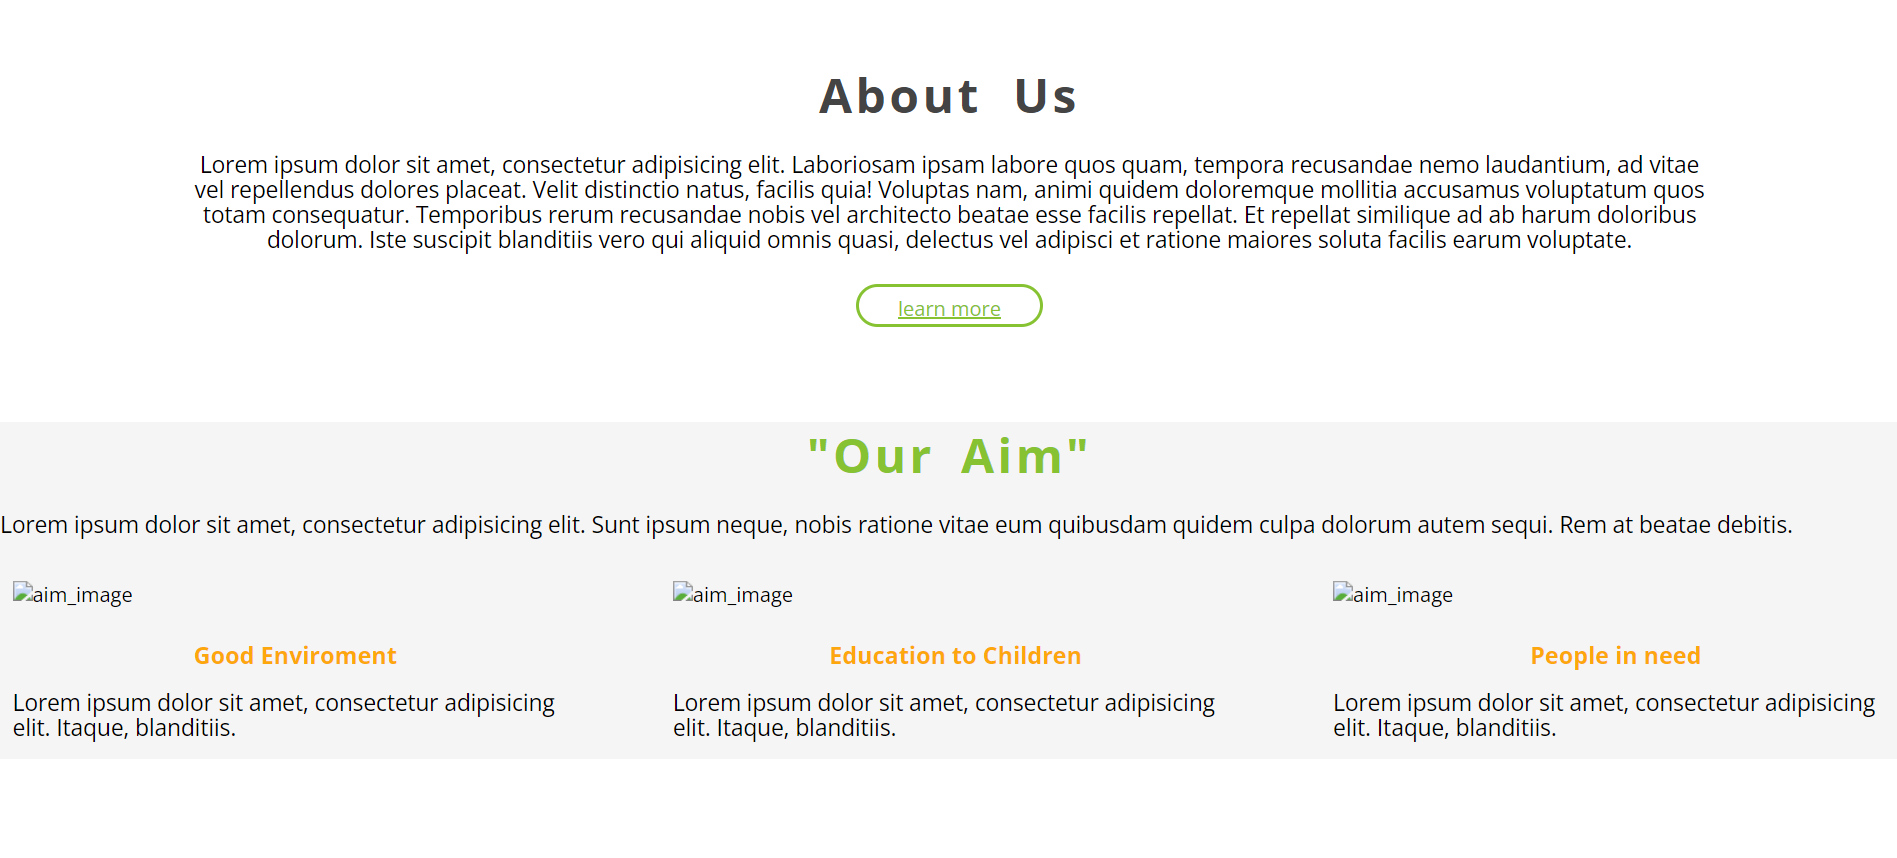 About Us
Lorem ipsum dolor sit amet, consectetur adipisicing elit. Laboriosam ipsam labore quos quam, tempora recusandae nemo laudantium, ad vitae
vel repellendus dolores placeat. Velit distinctio natus, facilis quia! Voluptas nam, animi quidem doloremque mollitia accusamus voluptatum quos
totam consequatur. Temporibus rerum recusandae nobis vel architecto beatae esse facilis repellat. Et repellat similique ad ab harum doloribus
dolorum. Iste suscipit blanditiis vero qui aliquid omnis quasi, delectus vel adipisci et ratione maiores soluta facilis earum voluptate.
learn more
"Our Aim"
Lorem ipsum dolor sit amet, consectetur adipisicing elit. Sunt ipsum neque, nobis ratione vitae eum quibusdam quidem culpa dolorum autem sequi. Rem at beatae debitis.
aim_image
Good Enviroment
Lorem ipsum dolor sit amet, consectetur adipisicing
elit. Itaque, blanditiis.
aim_image
Education to Children
Lorem ipsum dolor sit amet, consectetur adipisicing
elit. Itaque, blanditiis.
aim_image
People in need
Lorem ipsum dolor sit amet, consectetur adipisicing
elit. Itaque, blanditiis.